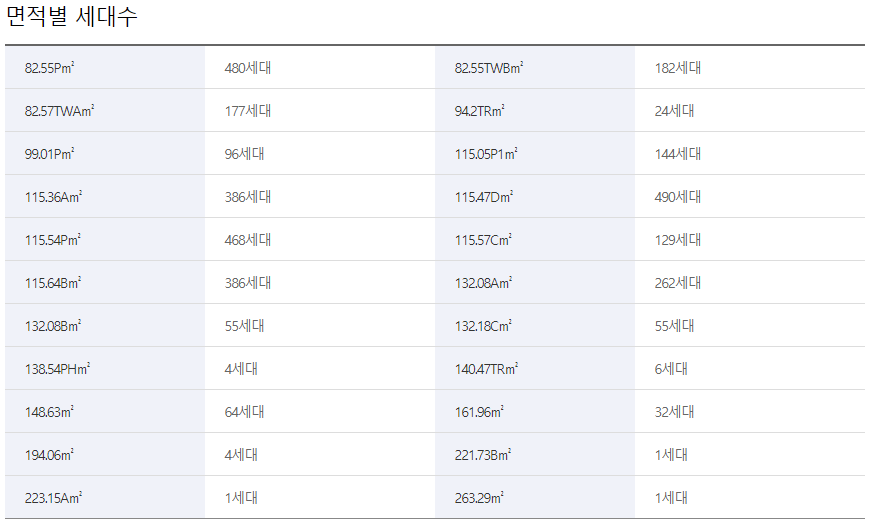 면적별 세대수
82.55P㎡ 480세대 82.55TWB㎡ 182세대
82.57TWA㎡ 177세대 94.2TR㎡ 24세대
99.01P㎡ 96세대 115.05P1㎡ 144세대
115.36A㎡ 386세대 115.47D㎡ 490세대
115.54P㎡ 468세대 115.57C㎡ 129세대
115.64B㎡ 386세대 132.08A㎡ 262세대
132.08B㎡ 55세대 132.18C㎡ 55세대
138.54PH㎡ 4세대 140.47TR㎡ 6세대
148.63㎡ 64세대 161.96㎡ 32세대
194.06㎡ 4세대 221.73B㎡ 1세대
223.15A㎡ 1세대 263.29㎡ 1세대